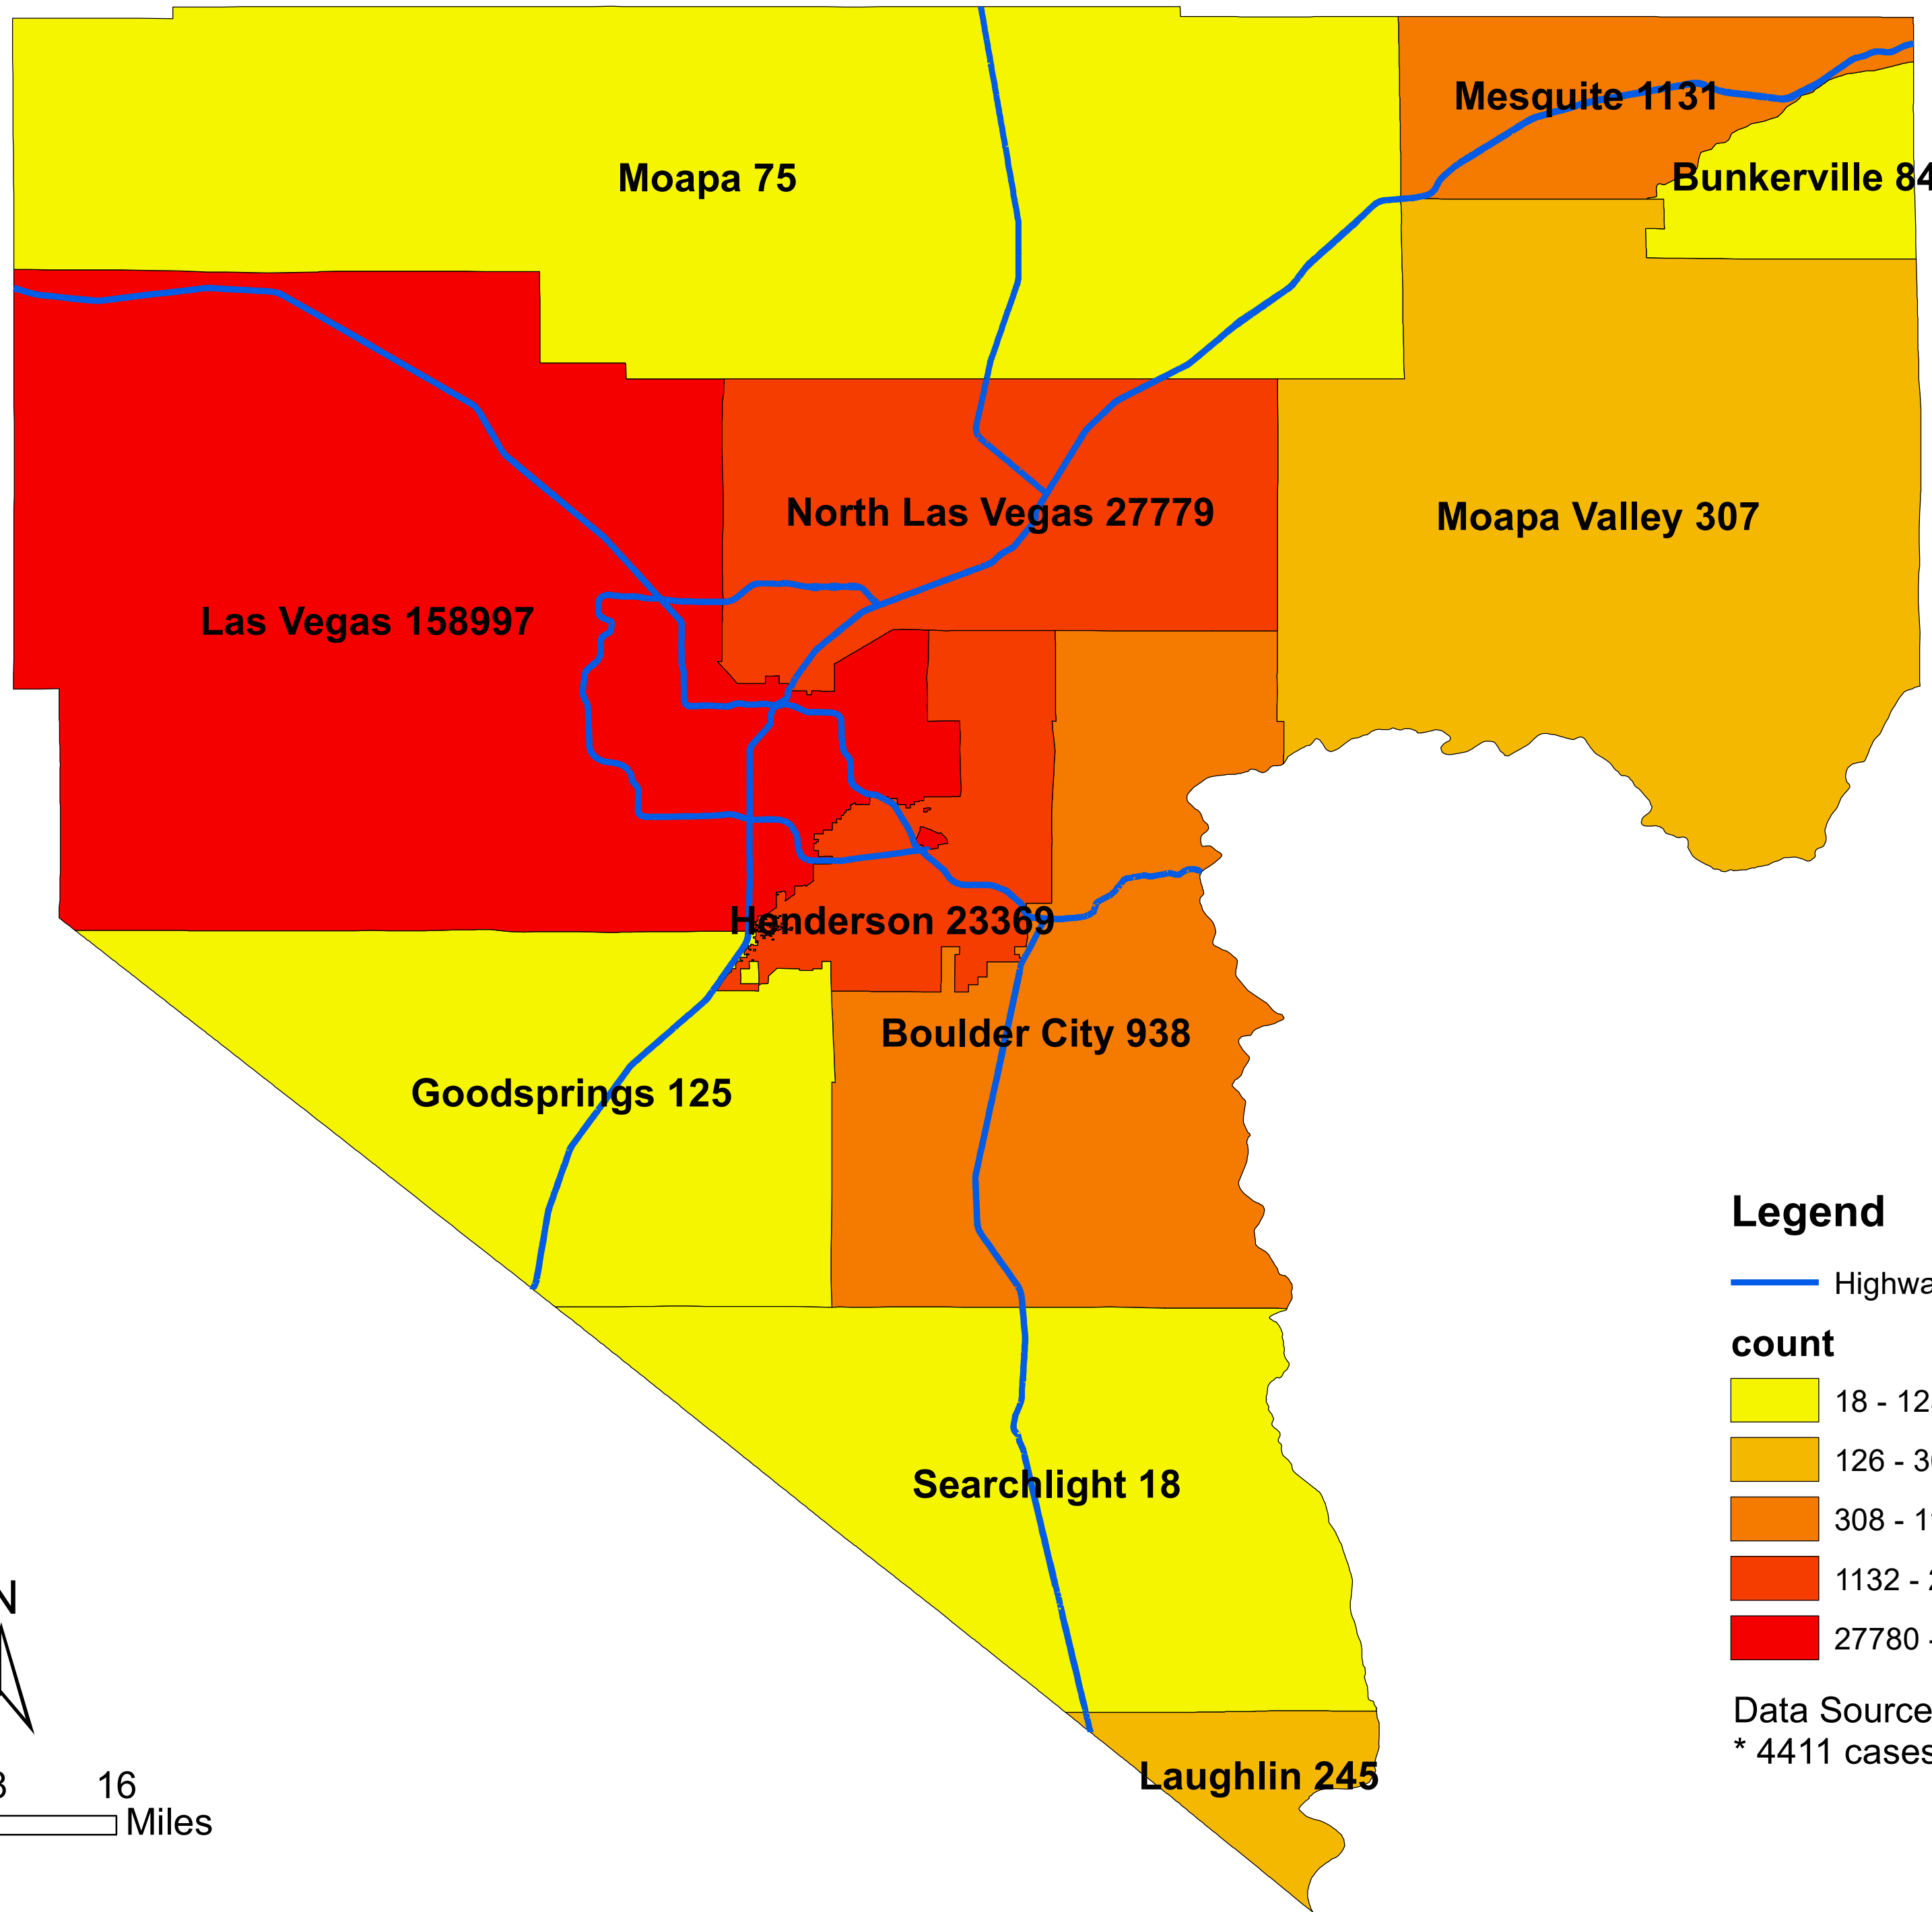 Mesquite 1131
Moapa 75
Bunkerville 84
North Las Vegas 27779
Moapa Valley 307
Las Vegas 158997
Henderson 23369
Boulder City 938
Goodsprings 125
Legend
Highwa
count
18 - 12
126 - 3
Searchlight 18
308 - 1
1132 - 2
N
27780 -
Data Source
* 4411 cases
Laughlin 245
16
Miles